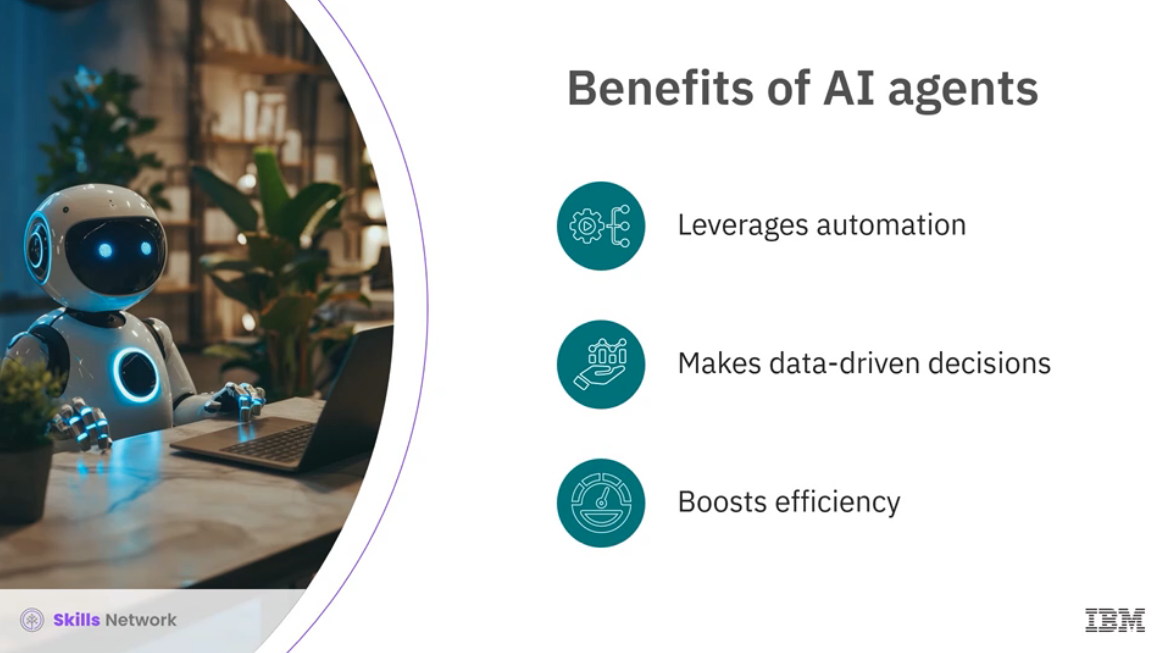 Benefits of AI agents
Leverages automation
Makes data-driven decisions
Boosts efficiency
Skills Network
IBM